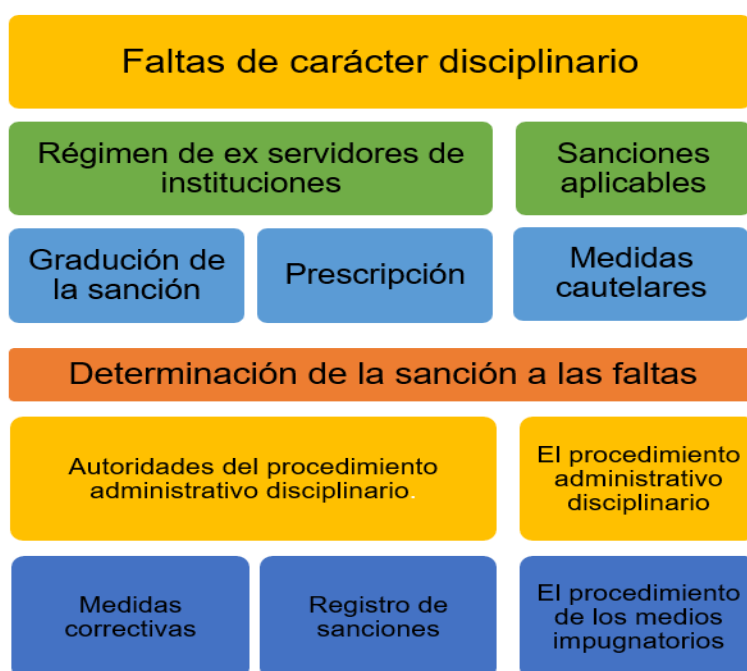 Faltas de carácter disciplinario
Régimen de ex servidores de
instituciones
Sanciones
aplicables
Gradución de
la sanción
Prescripción
Medidas
cautelares
Determinación de la sanción a las faltas
Autoridades del procedimiento
administrativo disciplinario.
El procedimiento
administrativo
disciplinario
Medidas
correctivas
Registro de
sanciones
El procedimiento
de los medios
impugnatorios